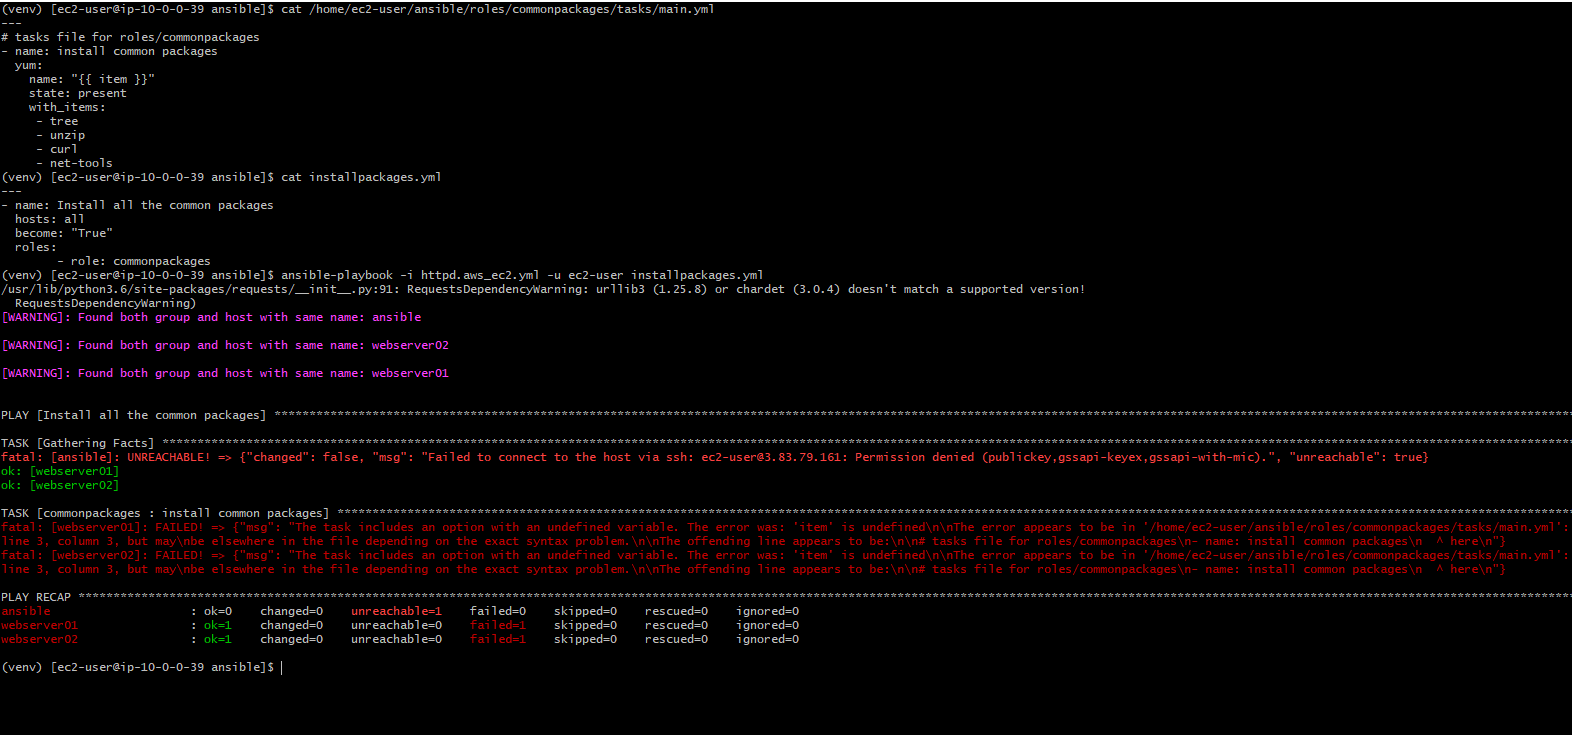 (venv) [ec2-user@ip-10-0-0-39 ansible]$ cat /home/ec2-user/ansible/roles/commonpackages/tasks/main.yml
---
# tasks file for roles/commonpackages
- name: install common packages
  yum:
    name: "{{ item }}"
    state: present
    with_items:
     - tree
     - unzip
     - curl
     - net-tools
(venv) [ec2-user@ip-10-0-0-39 ansible]$ cat installpackages.yml
---
- name: Install all the common packages
  hosts: all
  become: "True"
  roles:
        - role: commonpackages
(venv) [ec2-user@ip-10-0-0-39 ansible]$ ansible-playbook -i httpd.aws_ec2.yml -u ec2-user installpackages.yml
/usr/lib/python3.6/site-packages/requests/__init__.py:91: RequestsDependencyWarning: urllib3 (1.25.8) or chardet (3.0.4) doesn't match a supported version!
  RequestsDependencyWarning)
[WARNING]: Found both group and host with same name: ansible
[WARNING]: Found both group and host with same name: webserver02
[WARNING]: Found both group and host with same name: webserver01
PLAY [Install all the common packages] ******************************************************************************************************************************************************************************************
TASK [Gathering Facts] **********************************************************************************************************************************************************************************************************
fatal: [ansible]: UNREACHABLE! => {"changed": false, "msg": "Failed to connect to the host via ssh: ec2-user@3.83.79.161: Permission denied (publickey,gssapi-keyex,gssapi-with-mic).", "unreachable": true}
ok: [webserver01]
ok: [webserver02]
TASK [commonpackages : install common packages] *********************************************************************************************************************************************************************************
fatal: [webserver01]: FAILED! => {"msg": "The task includes an option with an undefined variable. The error was: 'item' is undefined\n\nThe error appears to be in '/home/ec2-user/ansible/roles/commonpackages/tasks/main.yml':
line 3, column 3, but may\nbe elsewhere in the file depending on the exact syntax problem.\n\nThe offending line appears to be:\n\n# tasks file for roles/commonpackages\n- name: install common packages\n  ^ here\n"}
fatal: [webserver02]: FAILED! => {"msg": "The task includes an option with an undefined variable. The error was: 'item' is undefined\n\nThe error appears to be in '/home/ec2-user/ansible/roles/commonpackages/tasks/main.yml':
line 3, column 3, but may\nbe elsewhere in the file depending on the exact syntax problem.\n\nThe offending line appears to be:\n\n# tasks file for roles/commonpackages\n- name: install common packages\n  ^ here\n"}
PLAY RECAP **********************************************************************************************************************************************************************************************************************
ansible                    : ok=0    changed=0    unreachable=1    failed=0    skipped=0    rescued=0    ignored=0
webserver01                : ok=1    changed=0    unreachable=0    failed=1    skipped=0    rescued=0    ignored=0
webserver02                : ok=1    changed=0    unreachable=0    failed=1    skipped=0    rescued=0    ignored=0
(venv) [ec2-user@ip-10-0-0-39 ansible]$